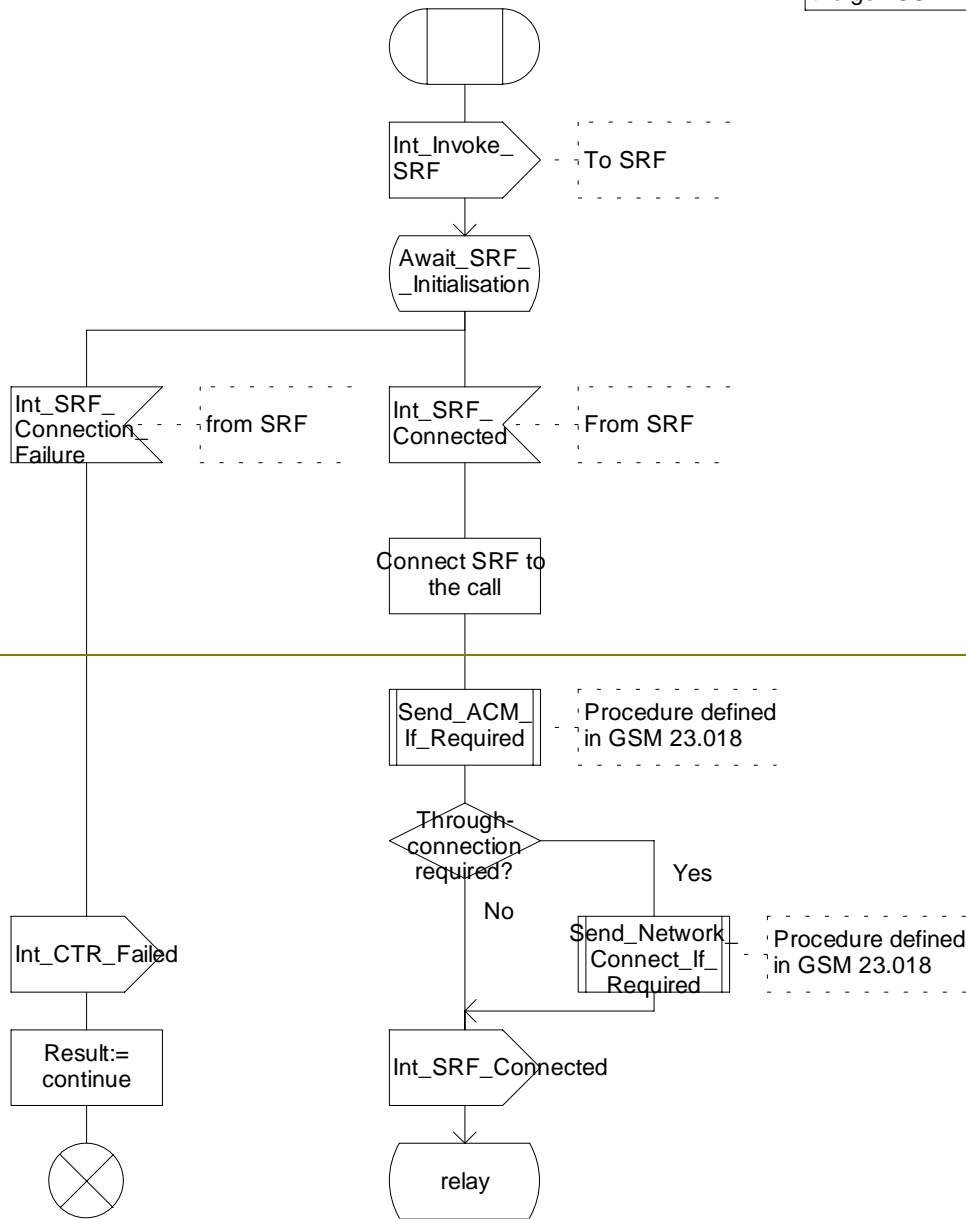 Int_Invoke_
SRF
To SRF
Await_SRF_
_Initialisation
Int_SRF_
Connection_
Failure
from SRF
Int_SRF_
Connected
From SRF
Connect SRF to
the call
Send_ACM_
If_Required
Procedure defined
in GSM 23.018
Through-
connection
required?
Yes
No
Int_CTR_Failed
Send_Network_
Connect_If_
Required
Procedure defined
in GSM 23.018
Result:=
continue
Int_SRF_Connected
relay